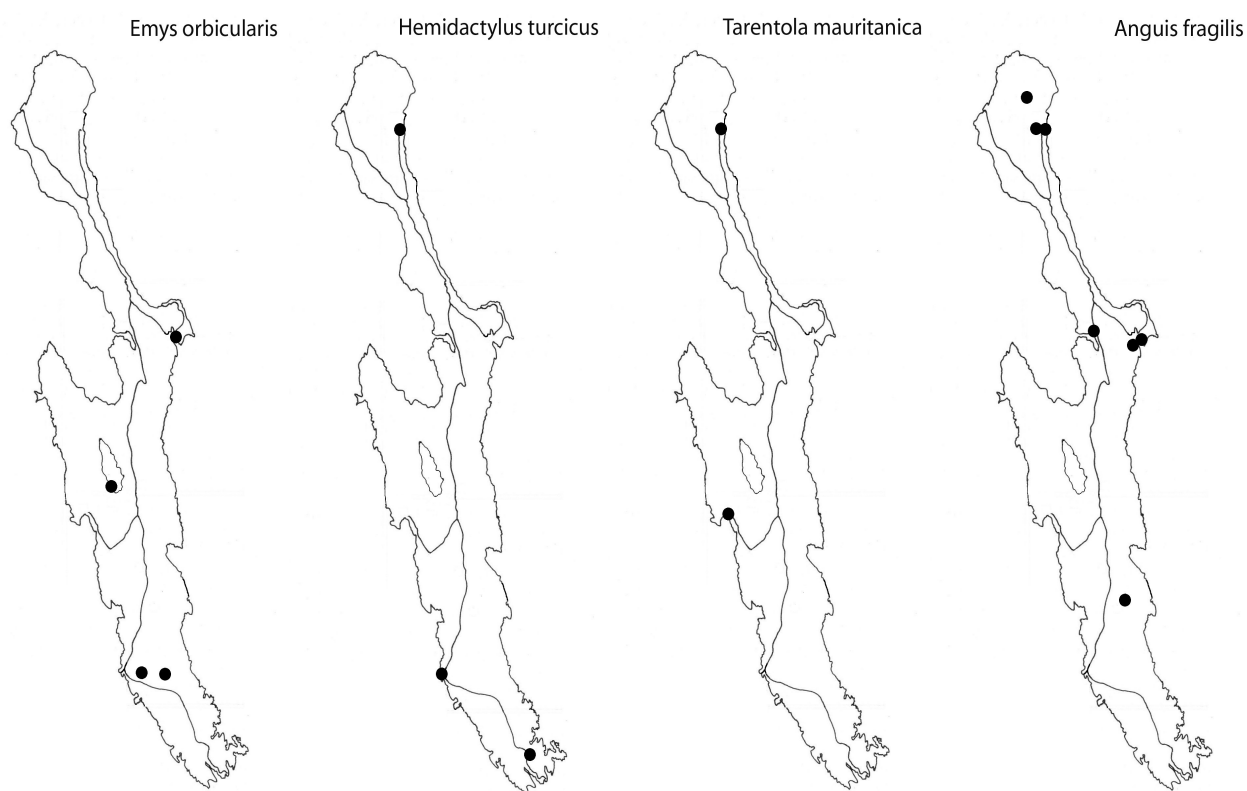 Emys orbicularis
Hemidactylus turcicus
Tarentola mauritanica
Anguis fragilis